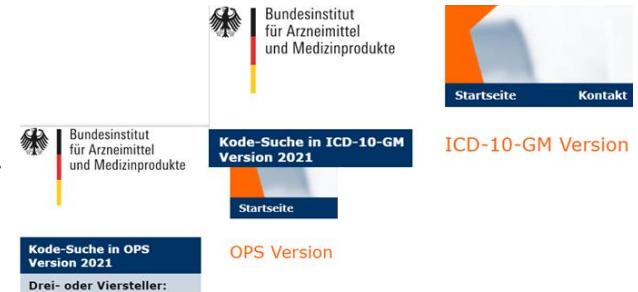 Bundesinstitut
für Arzneimittel
und Medizinprodukte
Kode-Suche in ICD-10-GM
Version 2021
Startseite Kontakt
ICD-10-GM Version
Bundesinstitut
für Arzneimittel
und Medizinprodukte
Kode-Suche in OPS
Version 2021
Drei- oder Viersteller:
Startseite
OPS Version